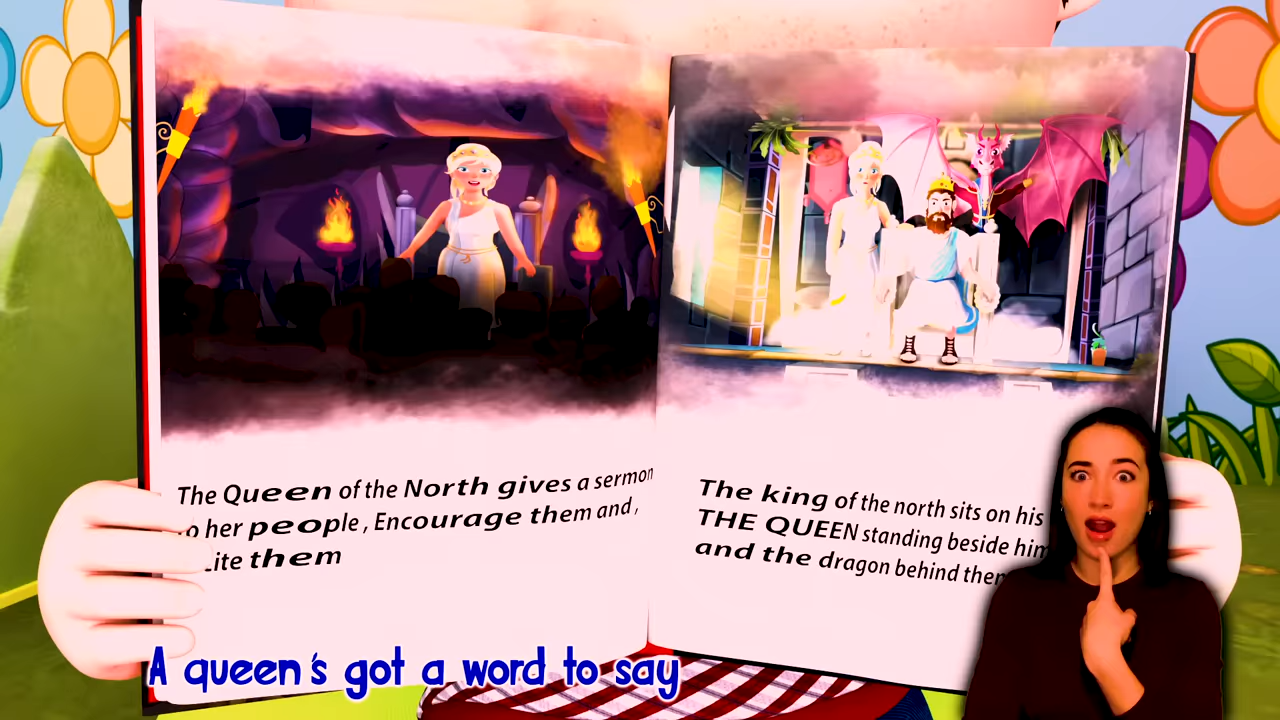 The Queen of the North gives a sermon
to her people , Encourage them and ,
them
The king of the north sits on his
THE QUEEN standing beside him
and the dragon behind them
A queen's got a word to say